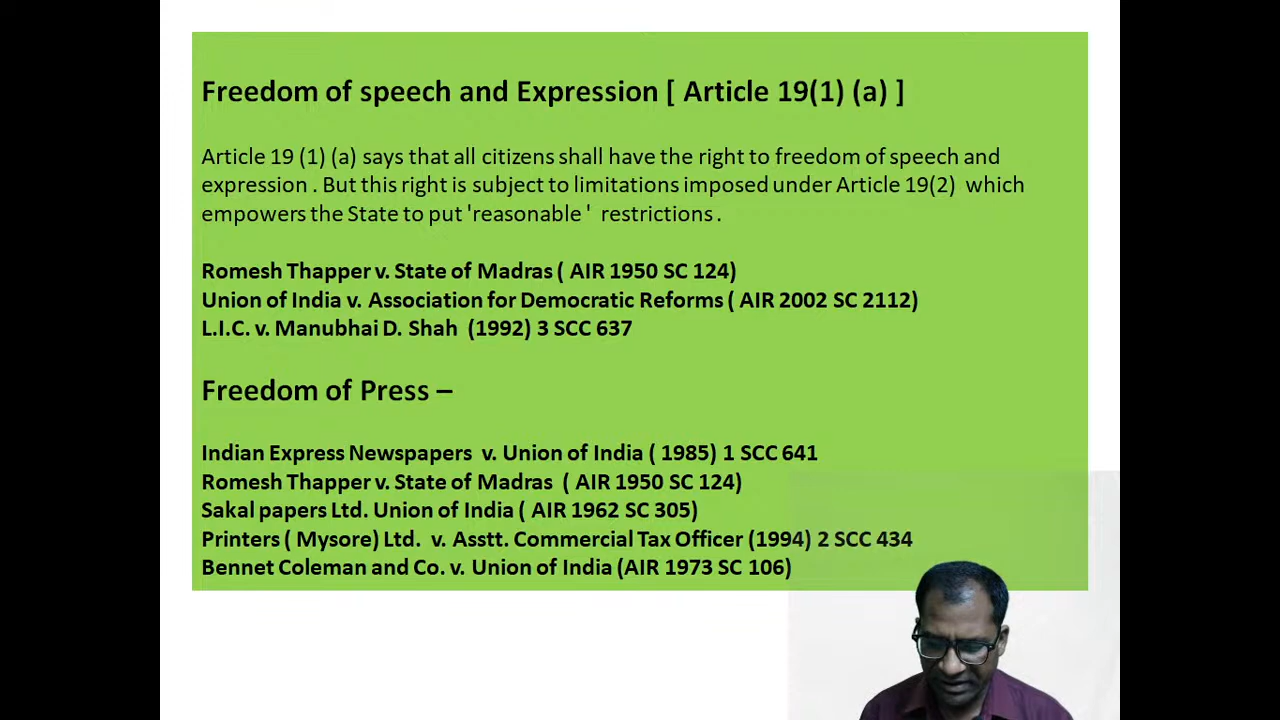 Freedom of speech and Expression [ Article 19(1) (a) ]
Article 19 (1) (a) says that all citizens shall have the right to freedom of speech and
expression . But this right is subject to limitations imposed under Article 19(2) which
empowers the State to put 'reasonable ' restrictions .
Romesh Thapper v. State of Madras ( AIR 1950 SC 124)
Union of India v. Association for Democratic Reforms ( AIR 2002 SC 2112)
L.I.C. v. Manubhai D. Shah (1992) 3 SCC 637
Freedom of Press –
Indian Express Newspapers v. Union of India ( 1985) 1 SCC 641
Romesh Thapper v. State of Madras ( AIR 1950 SC 124)
Sakal papers Ltd. Union of India ( AIR 1962 SC 305)
Printers ( Mysore) Ltd. v. Asstt. Commercial Tax Officer (1994) 2 SCC 434
Bennet Coleman and Co. v. Union of India (AIR 1973 SC 106)